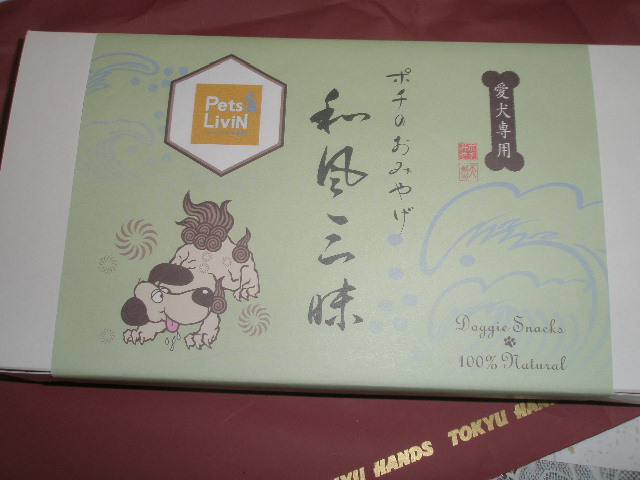 Pets
LiviN
ポチのおみやげ
和風三昧
愛犬専用
Doggie Snacks
100% Natural
TOKYU HANDS
TOKYU HANDS